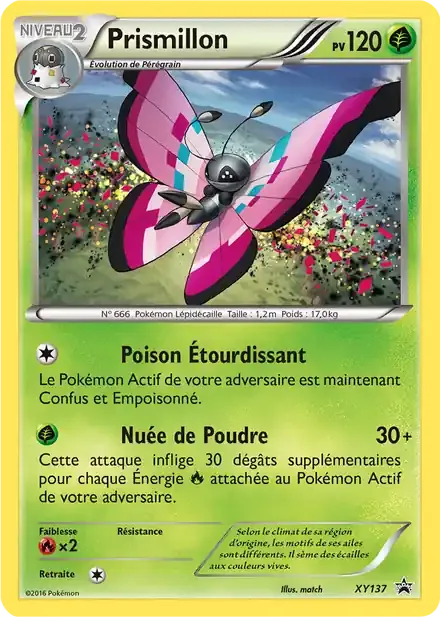 NIVEAU2
Prismillon
PV120
Évolution de Pérégrain
N° 666 Pokémon Lépidécaille Taille : 1,2m Poids : 17,0kg
Poison Étourdissant
Le Pokémon Actif de votre adversaire est maintenant
Confus et Empoisonné.
Nuée de Poudre 30+
Cette attaque inflige 30 dégâts supplémentaires
pour chaque Énergie attachée au Pokémon Actif
de votre adversaire.
Faiblesse Résistance
×2
Retraite
Selon le climat de sa région
d'origine, les motifs de ses ailes
sont différents. Il sème des écailles
aux couleurs vives.
©2016 Pokémon
Illus. match
XY137
PROMO